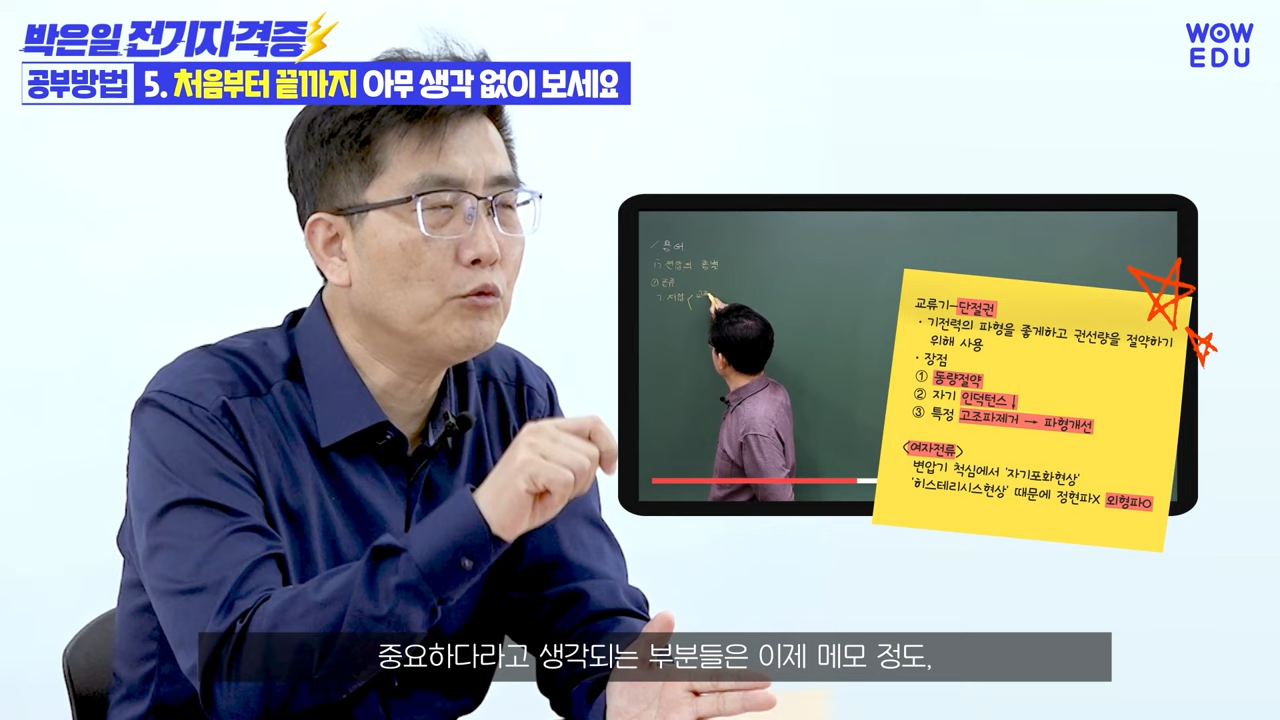 박은일 전기자격증
공부방법 5. 처음부터 끝까지 아무 생각 없이 보세요
WOW
EDU
교류기-단절권
· 기전력의 파형을 좋게하고 권선량을 절약하기
위해 사용
· 장점
① 동량절약
② 자기 인덕턴스↓
③ 특정 고조파제거 → 파형개선
<여자전류>
변압기 척심에서 '자기포화현상'
'히스테리시스현상' 때문에 정현파X 외형파O
중요하다라고 생각되는 부분들은 이제 메모 정도,